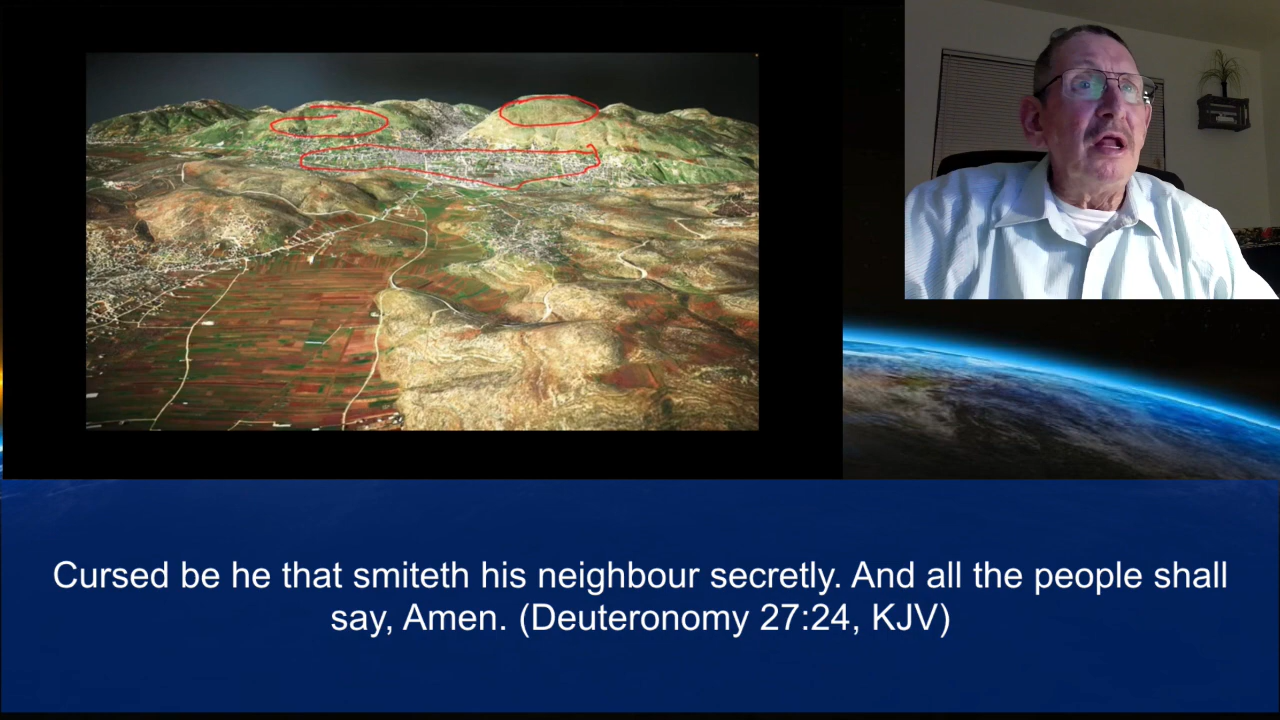 Cursed be he that smiteth his neighbour secretly. And all the people shall
say, Amen. (Deuteronomy 27:24, KJV)